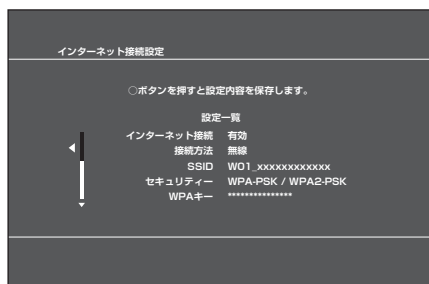 インターネット接続設定
○ボタンを押すと設定内容を保存します。
設定一覧
インターネット接続 有効
接続方法 無線
SSID W01_xxxxxxxxxxxx
セキュリティー WPA-PSK / WPA2-PSK
WPAキー ***************